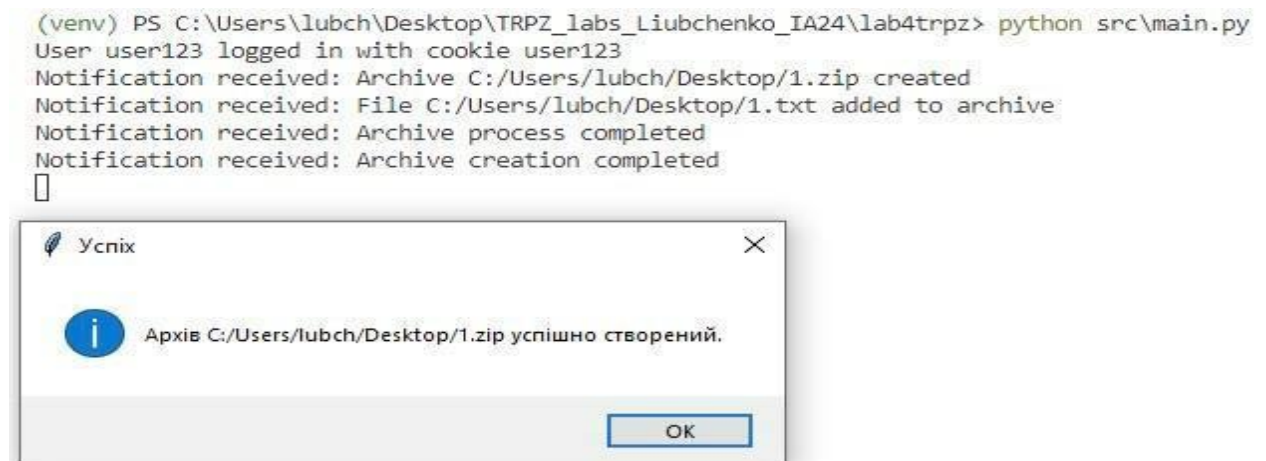 (venv) PS C:\Users\lubch\Desktop\TRPZ_labs_Liubchenko_IA24\lab4trpz> python src\main.py
User user123 logged in with cookie user123
Notification received: Archive C:/Users/lubch/Desktop/1.zip created
Notification received: File C:/Users/lubch/Desktop/1.txt added to archive
Notification received: Archive process completed
Notification received: Archive creation completed
Успіх
Архів C:/Users/lubch/Desktop/1.zip успішно створений.
OK